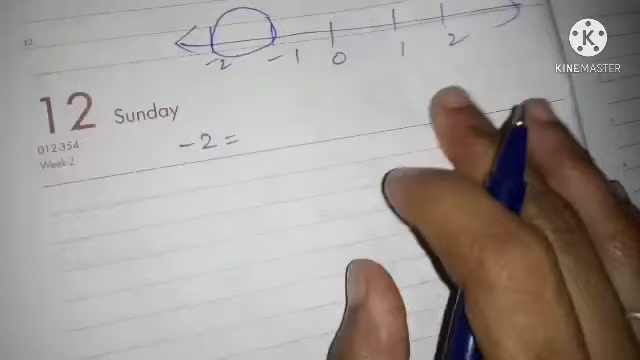 K
KINEMASTER
-2 -1 0 1 2
12 Sunday
012-354
Week 2
-2 =